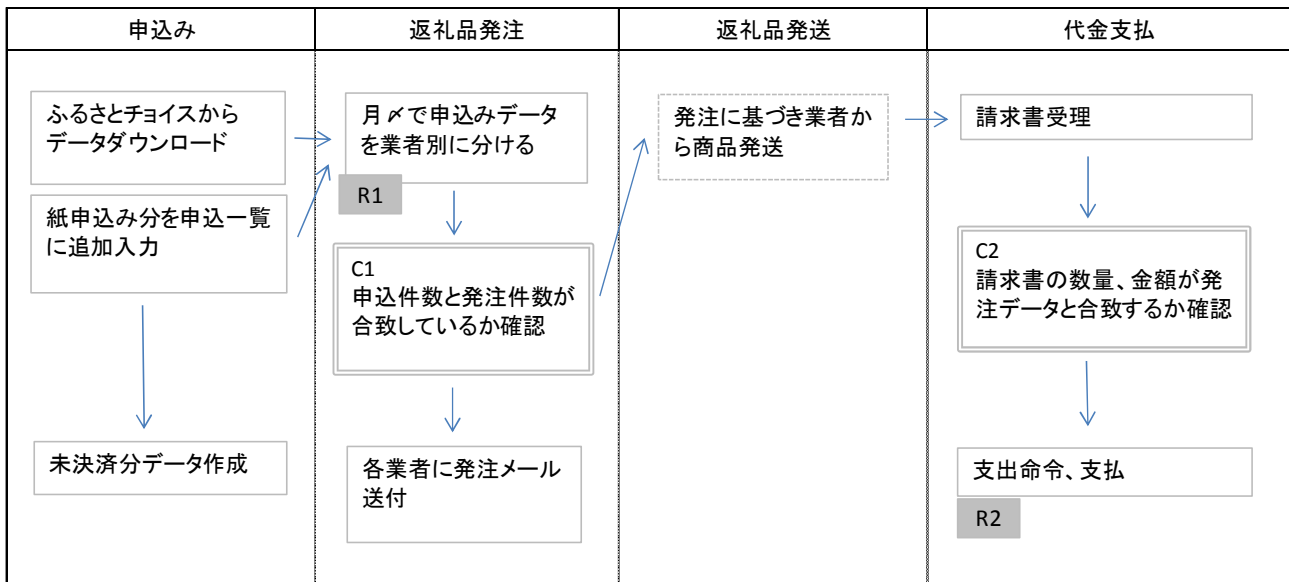 申込み
返礼品発注
返礼品発送
代金支払
ふるさとチョイスから
データダウンロード
紙申込み分を申込一覧
に追加入力
未決済分データ作成
月〆で申込みデータ
を業者別に分ける
R1
C1
申込件数と発注件数が
合致しているか確認
各業者に発注メール
送付
発注に基づき業者か
ら商品発送
請求書受理
C2
請求書の数量、金額が発
注データと合致するか確認
支出命令、支払
R2